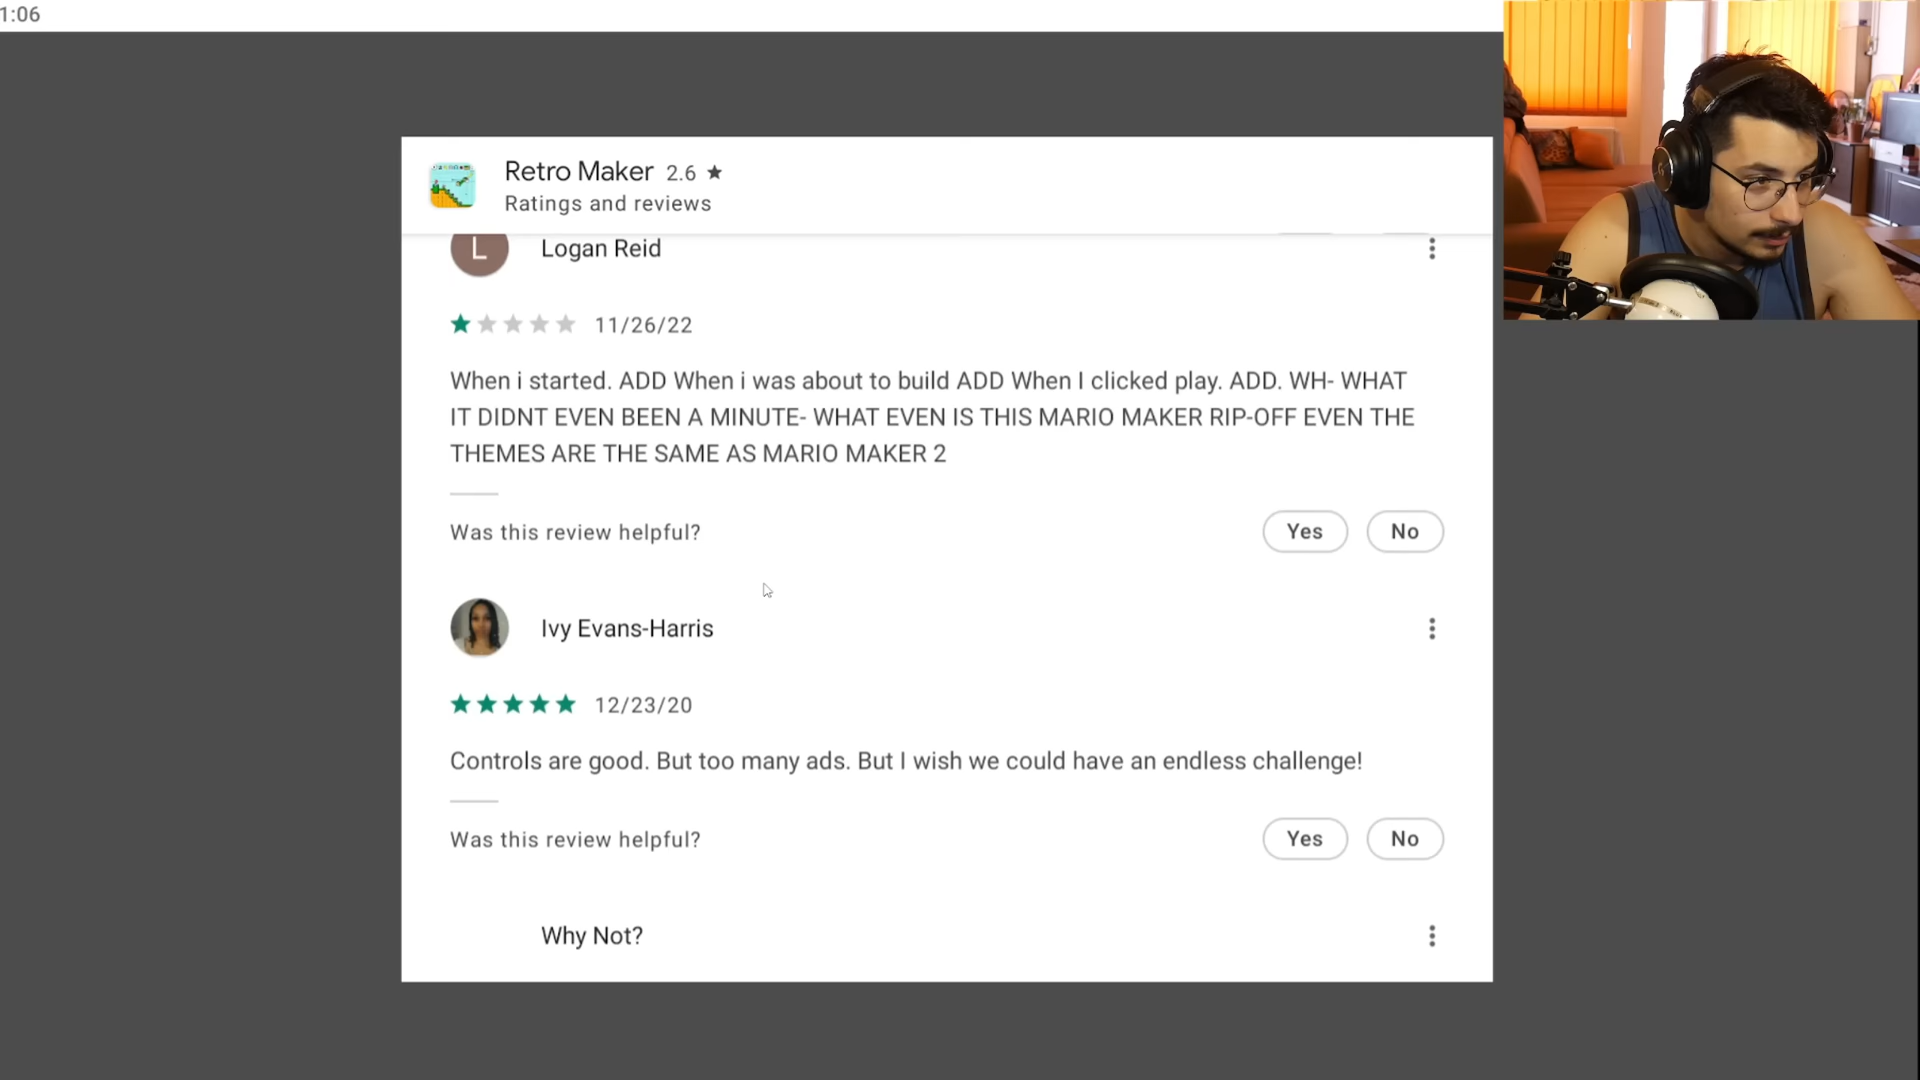 1:06
Retro Maker 2.6 ★
Ratings and reviews
L
Logan Reid
11/26/22
When i started. ADD When i was about to build ADD When I clicked play. ADD. WH- WHAT
IT DIDNT EVEN BEEN A MINUTE- WHAT EVEN IS THIS MARIO MAKER RIP-OFF EVEN THE
THEMES ARE THE SAME AS MARIO MAKER 2
Was this review helpful?
Yes
No
Ivy Evans-Harris
12/23/20
Controls are good. But too many ads. But I wish we could have an endless challenge!
Was this review helpful?
Yes
No
Why Not?